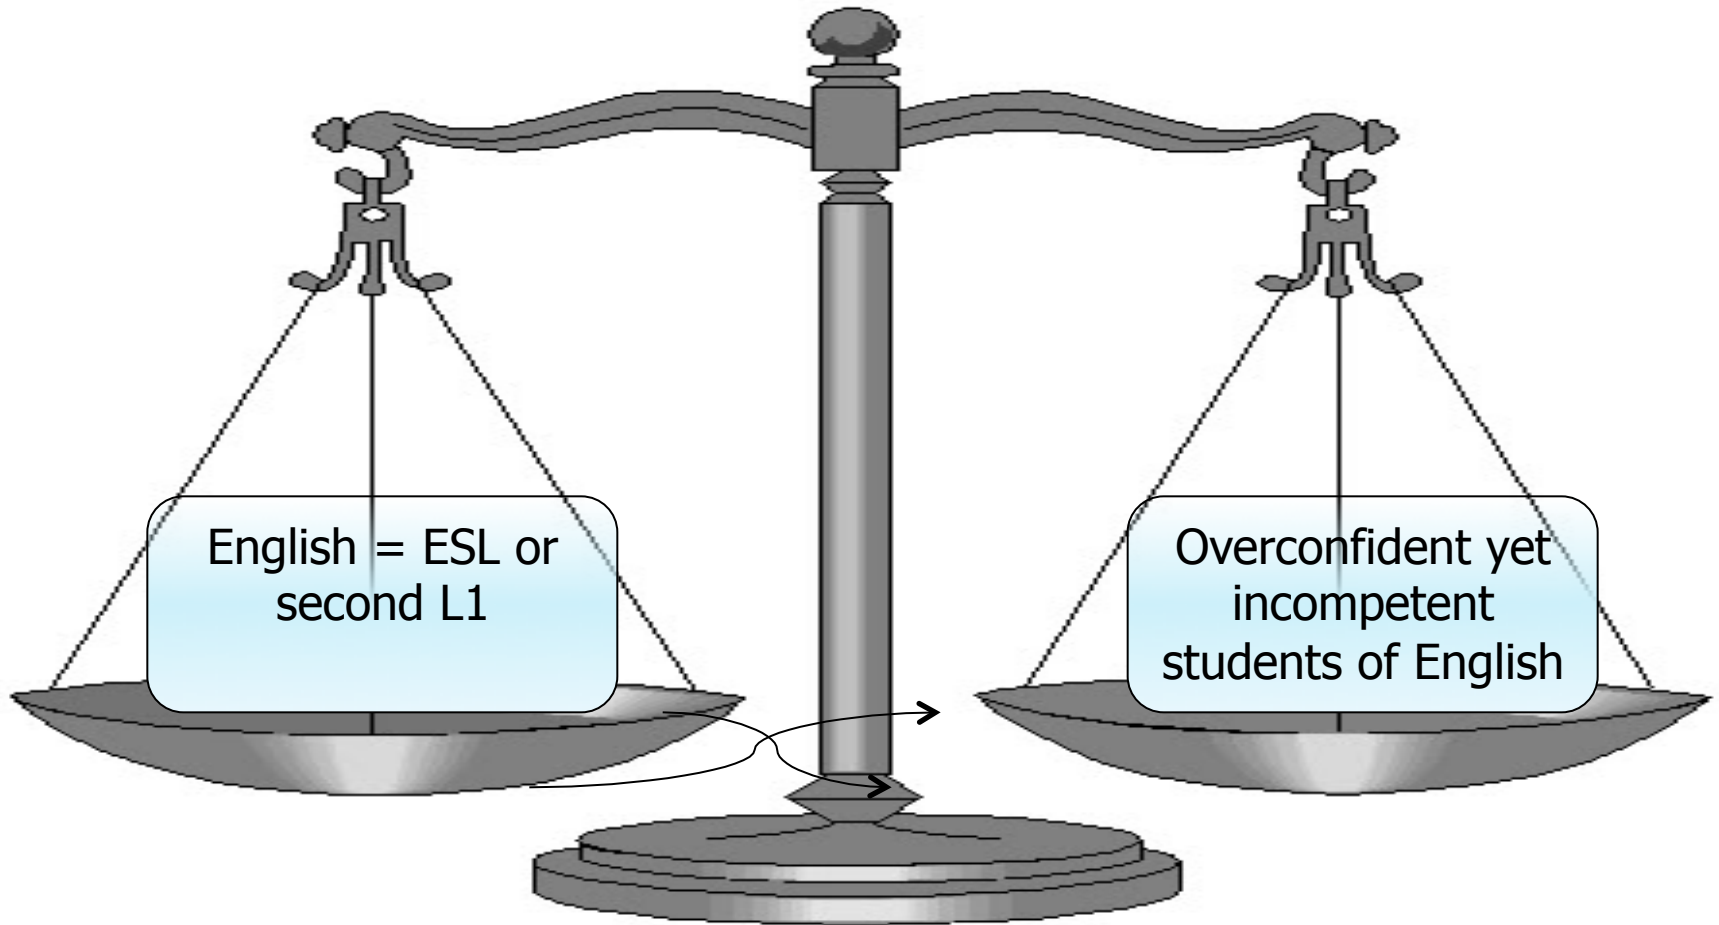 English = ESL or
second L1
Overconfident yet
incompetent
students of English